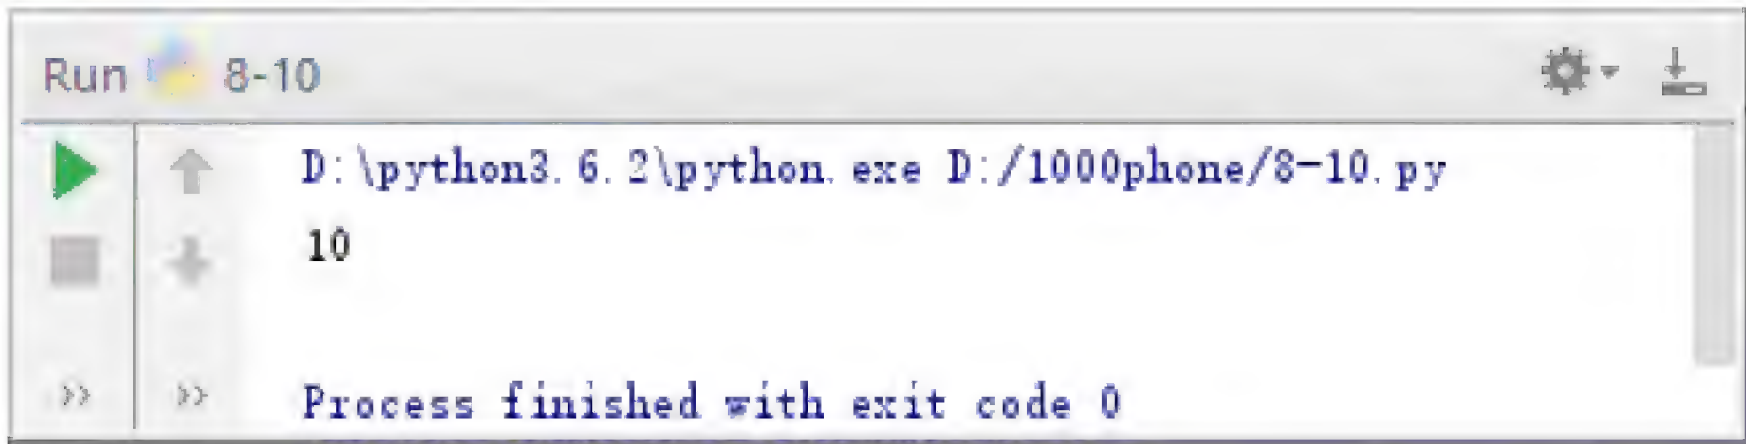 Run 8-10
D:\python3.6.2\python.exe D:/1000phone/8-10.py
10
Process finished with exit code 0